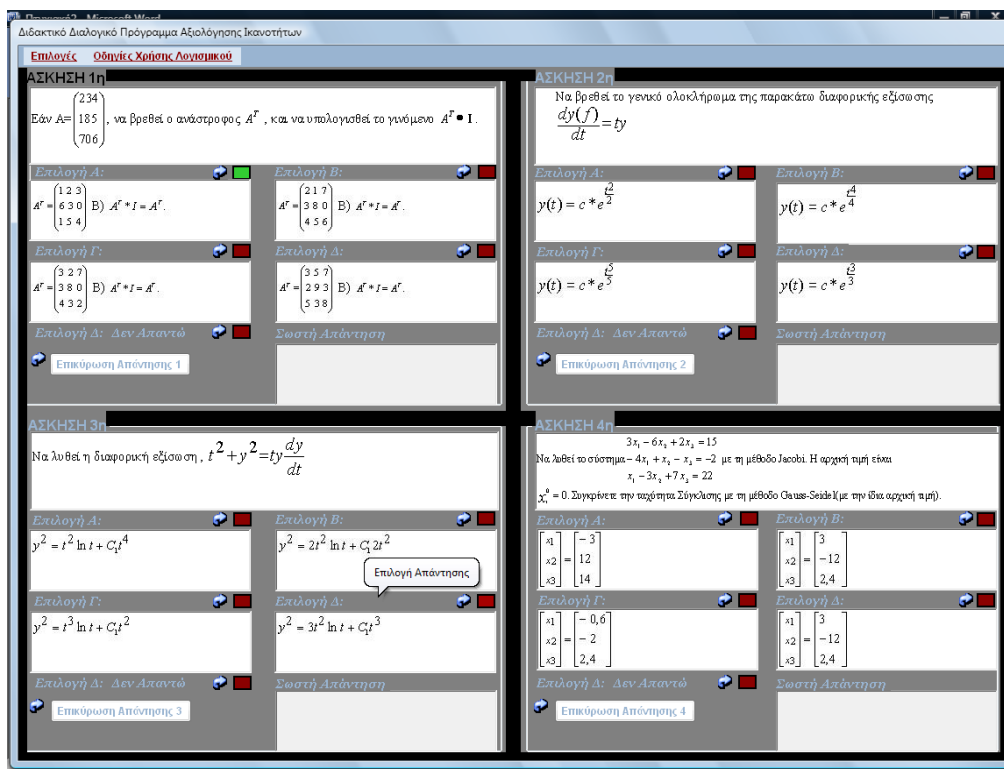 Διδακτικό Διαλογικό Πρόγραμμα Αξιολόγησης Ικανοτήτων
Επιλογές Οδηγίες Χρήσης Λογισμικού
ΑΣΚΗΣΗ 1η
Εάν Α= (234 185 706), να βρεθεί ο ανάστροφος A^T , και να υπολογισθεί το γινόμενο A^T • I .
Επιλογή Α:
A^T = (1 2 3 6 3 0 1 5 4) B) A^T * I = A^T.
Επιλογή Β:
A^T = (2 1 7 3 8 0 4 5 6) B) A^T * I = A^T.
Επιλογή Γ:
A^T = (3 2 7 3 8 0 4 3 2) B) A^T * I = A^T.
Επιλογή Δ:
A^T = (3 5 7 2 9 3 5 3 8) B) A^T * I = A^T.
Επιλογή Δ: Δεν Απαντώ
Σωστή Απάντηση
Επικύρωση Απάντησης 1
ΑΣΚΗΣΗ 2η
Να βρεθεί το γενικό ολοκλήρωμα της παρακάτω διαφορικής εξίσωσης
dy(f)/dt = ty
Επιλογή Α:
y(t) = c * e^(t2/2)
Επιλογή Β:
y(t) = c * e^(t4/4)
Επιλογή Γ:
y(t) = c * e^(t5/5)
Επιλογή Δ:
y(t) = c * e^(t3/3)
Επιλογή Δ: Δεν Απαντώ
Σωστή Απάντηση
Επικύρωση Απάντησης 2
ΑΣΚΗΣΗ 3η
Να λυθεί η διαφορική εξίσωση , t^2 + y^2 = ty dy/dt
Επιλογή Α:
y^2 = t^2 ln t + C1t^4
Επιλογή Β:
y^2 = 2t^2 ln t + C1 2t^2
Επιλογή Απάντησης
Επιλογή Γ:
y^2 = t^3 ln t + C1t^2
Επιλογή Δ:
y^2 = 3t^2 ln t + C1t^3
Επιλογή Δ: Δεν Απαντώ
Σωστή Απάντηση
Επικύρωση Απάντησης 3
ΑΣΚΗΣΗ 4η
3x1 − 6x2 + 2x3 = 15
Να λυθεί το σύστημα − 4x1 + x2 − x3 = −2 με τη μέθοδο Jacobi. Η αρχική τιμή είναι
x1 − 3x2 + 7x3 = 22
= 0. Συγκρίνετε την ταχύτητα Σύγκλισης με τη μέθοδο Gauss-Seidel(με την ίδια αρχική τιμή).
Επιλογή Α:
[x1 x2 x3] = [− 3 12 14]
Επιλογή Β:
[x1 x2 x3] = [3 −12 2,4]
Επιλογή Γ:
[x1 x2 x3] = [− 0,6 − 2 2,4]
Επιλογή Δ:
[x1 x2 x3] = [3 −12 2,4]
Επιλογή Δ: Δεν Απαντώ
Σωστή Απάντηση
Επικύρωση Απάντησης 4